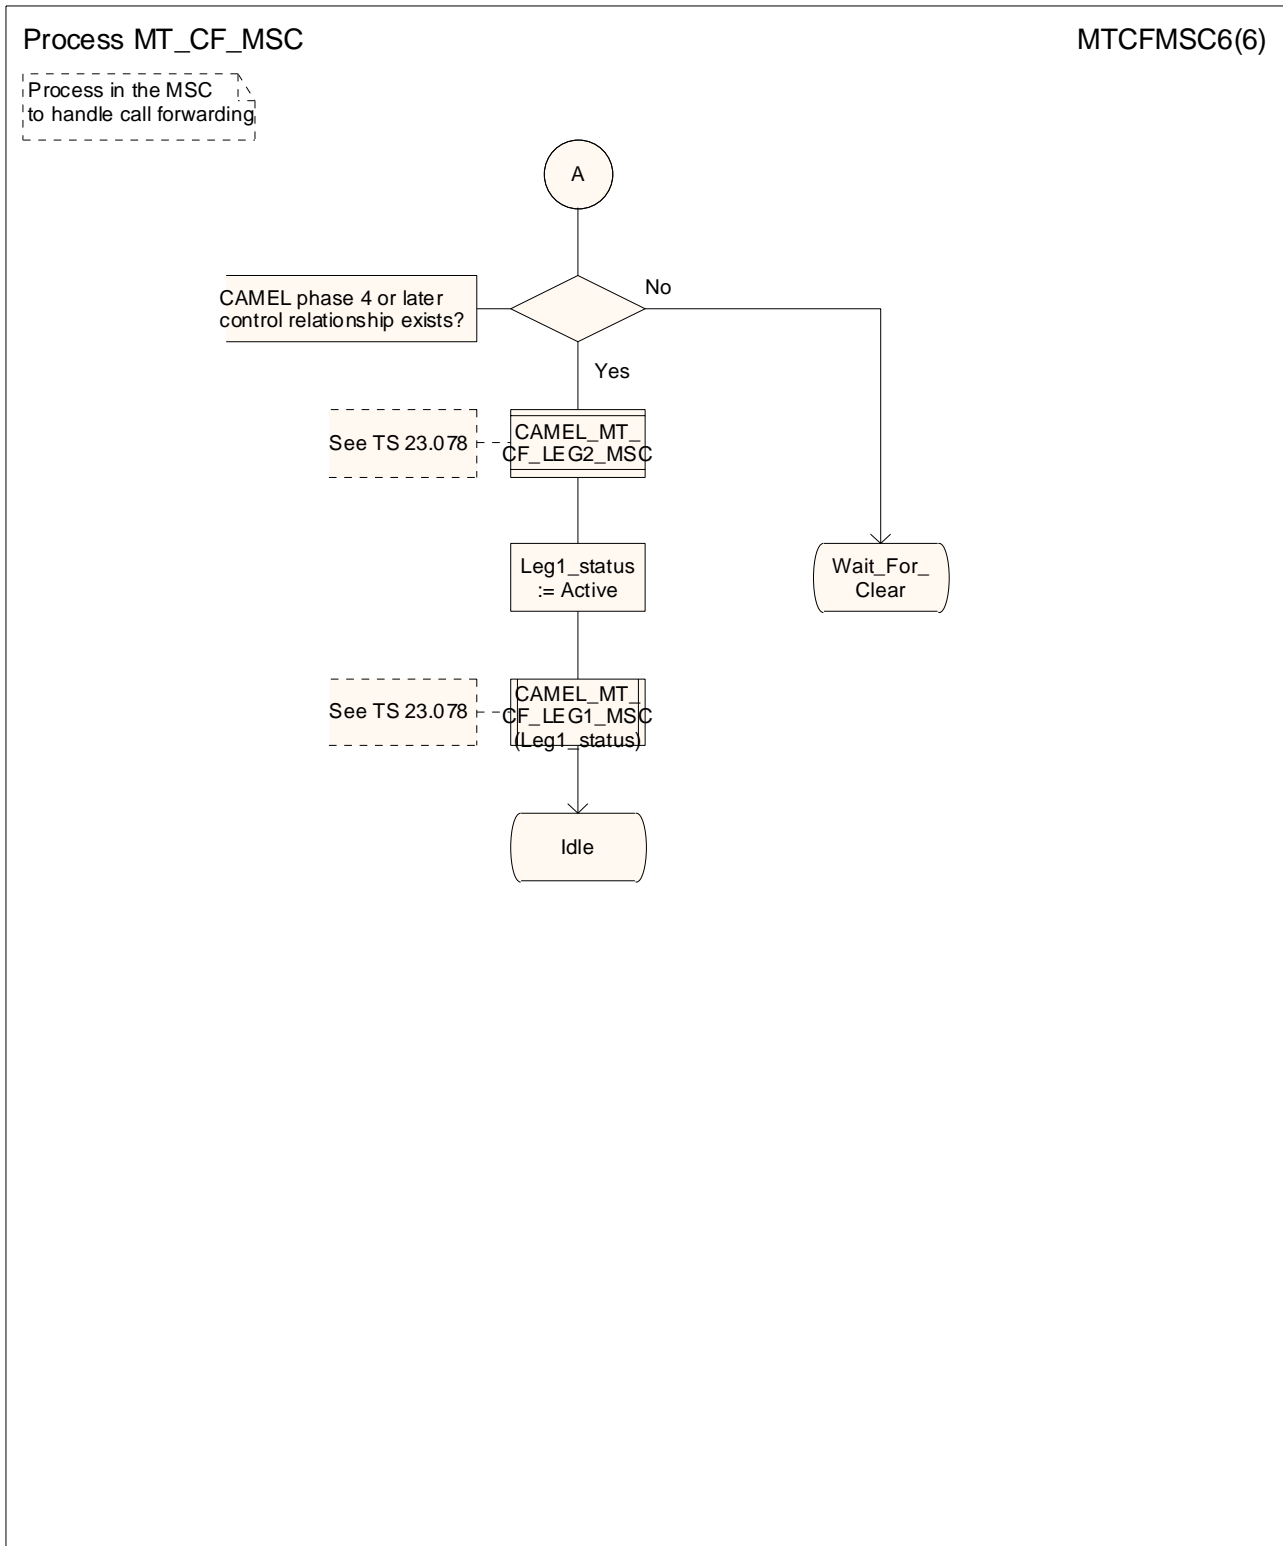 Process MT_CF_MSC
MTCFMSC6(6)
Process in the MSC
to handle call forwarding
A
CAMEL phase 4 or later
control relationship exists?
No
Yes
See TS 23.078
CAMEL_MT_
CF_LEG2_MSC
Leg1_status
:= Active
Wait_For_
Clear
See TS 23.078
CAMEL_MT_
CF_LEG1_MSC
(Leg1_status)
Idle